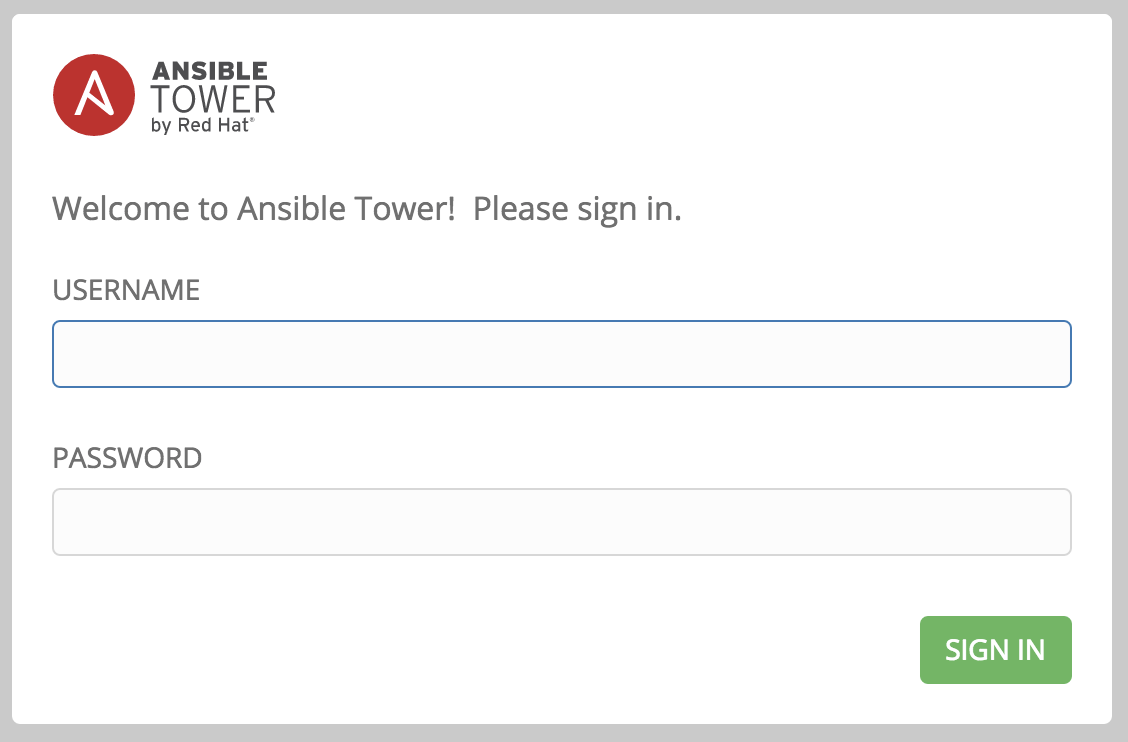 ANSIBLE
TOWER
by Red Hat®
Welcome to Ansible Tower!  Please sign in.
USERNAME
PASSWORD
SIGN IN